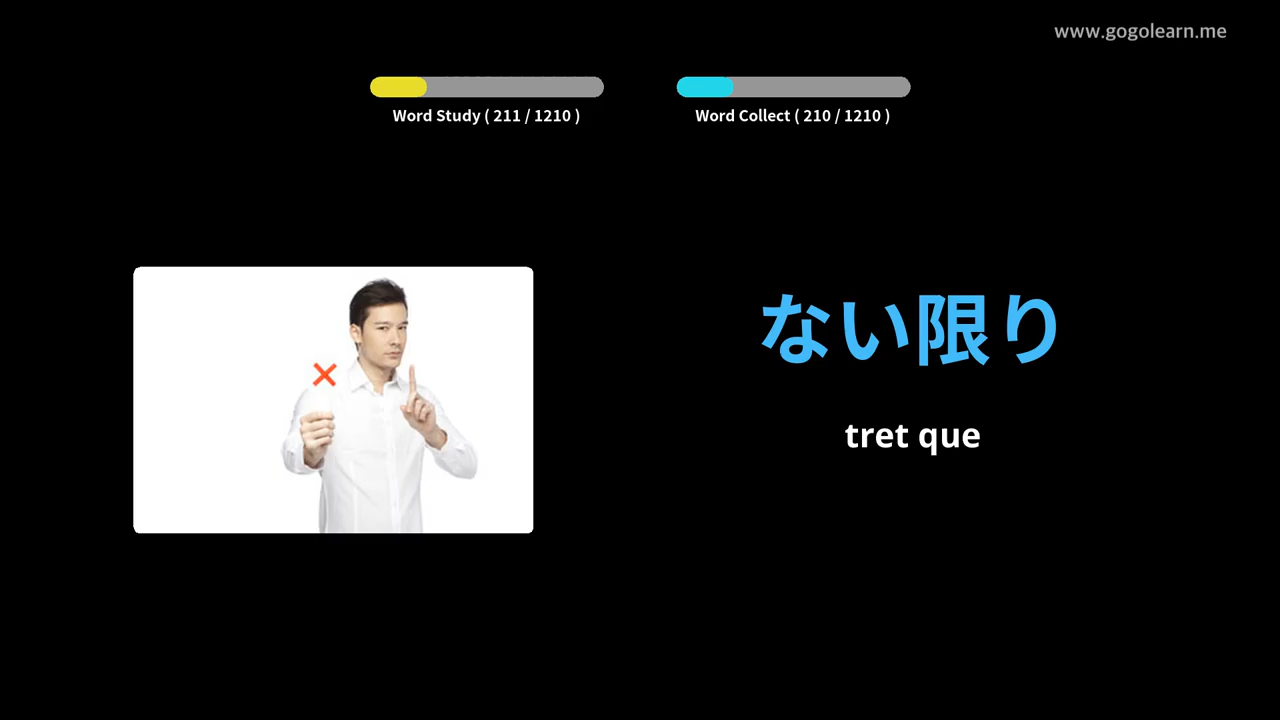 www.gogolearn.me
Word Study ( 211 / 1210 )
Word Collect ( 210 / 1210 )
ない限り
tret que